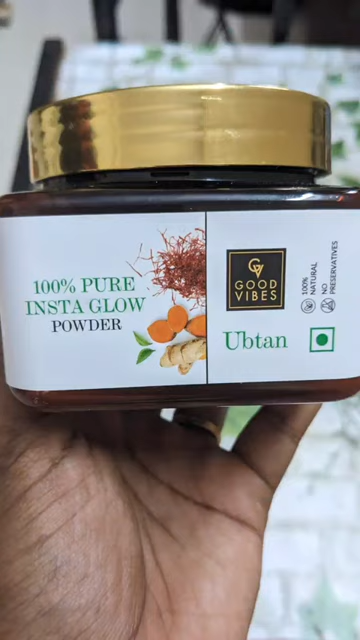 100% PURE
INSTA GLOW
POWDER
GV
GOOD
VIBES
Ubtan
100%
NATURAL
NO
PRESERVATIVES